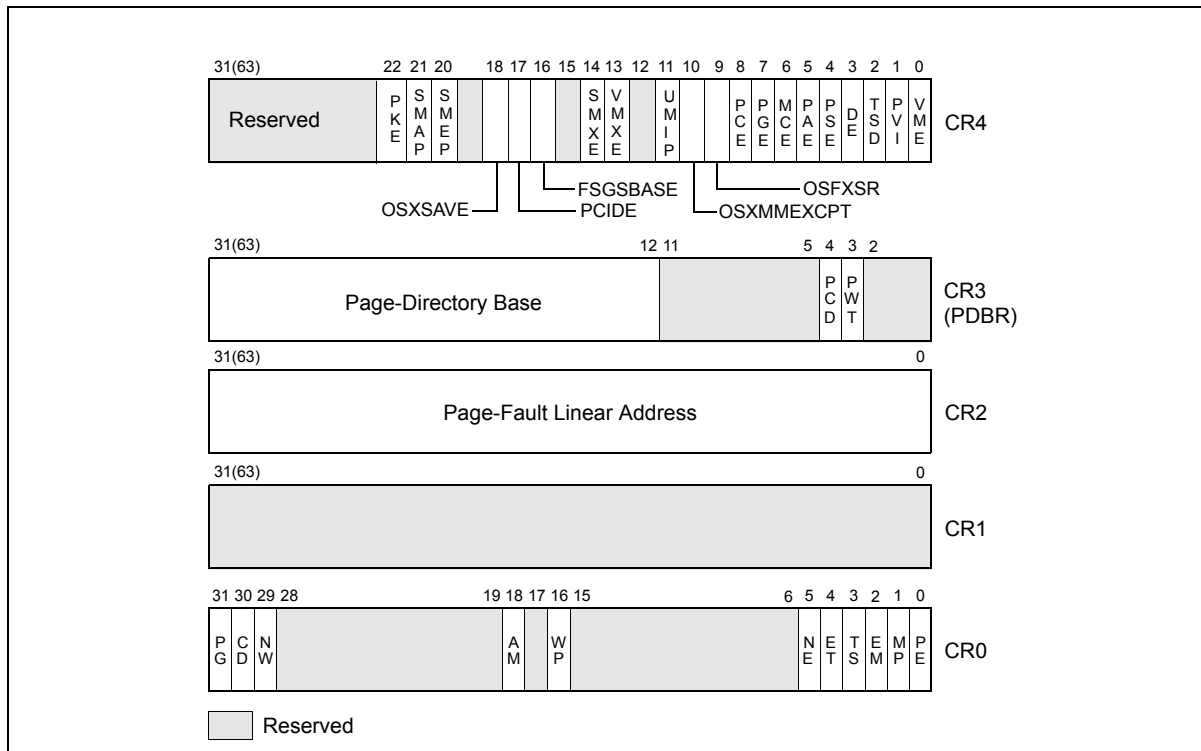 31(63) 22 21 20 18 17 16 15 14 13 12 11 10 9 8 7 6 5 4 3 2 1 0
Reserved PKE SMAP SMEP SMXE VMXE UMIP PCE PGE MCE PAE PSE DE TSD PVI VME CR4
FSGSBASE OSFXSR
OSXSAVE PCIDE OSXMMEXCPT
31(63) 12 11 5 4 3 2
Page-Directory Base PCD PWT CR3
(PDBR)
31(63) 0
Page-Fault Linear Address CR2
31(63) 0
CR1
31 30 29 28 19 18 17 16 15 6 5 4 3 2 1 0
PG CD NW AM WP NE ET TS EM MP PE CR0
Reserved